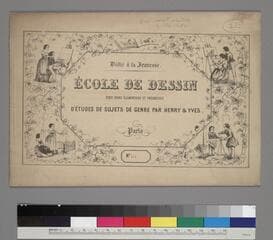 Dédié à la Jeunesse
ÉCOLE DE DESSIN
D'ÉTUDES DE SUJETS DE GENRE PAR HENRY & YVES
Paris
N°